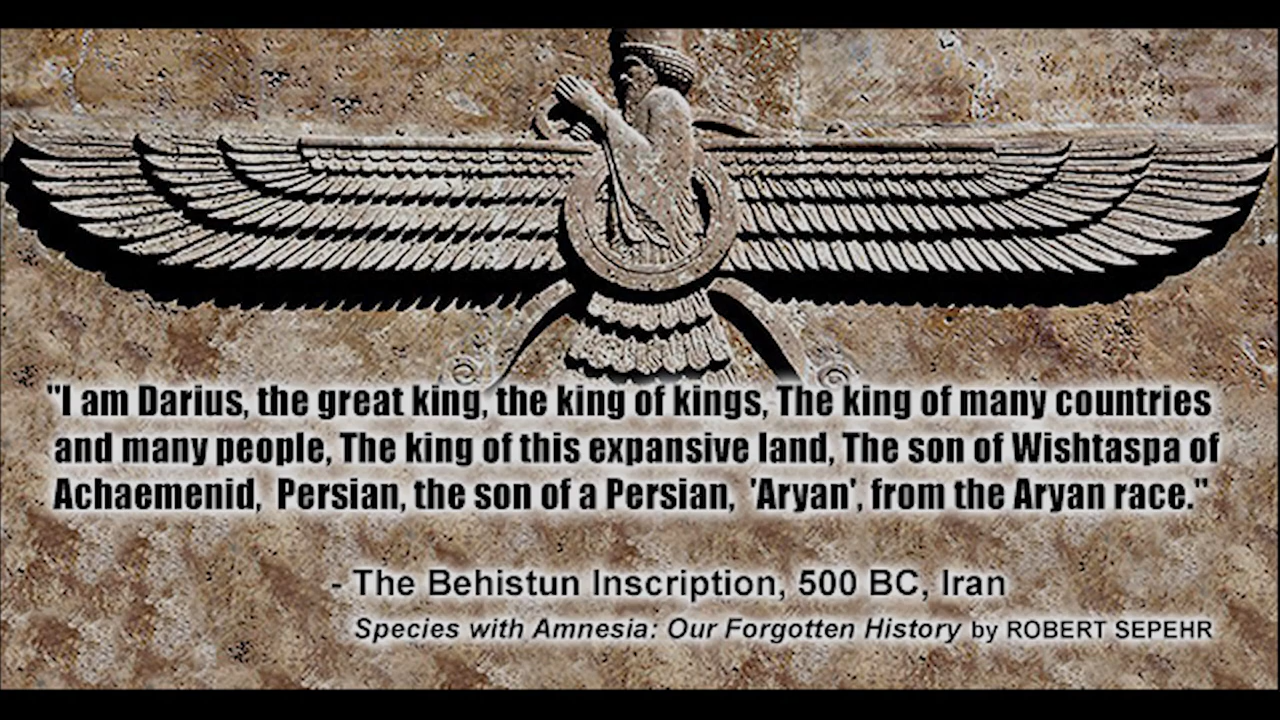 "I am Darius, the great king, the king of kings, The king of many countries
and many people, The king of this expansive land, The son of Wishtaspa of
Achaemenid, Persian, the son of a Persian, 'Aryan', from the Aryan race."
- The Behistun Inscription, 500 BC, Iran
Species with Amnesia: Our Forgotten History by ROBERT SEPEHR